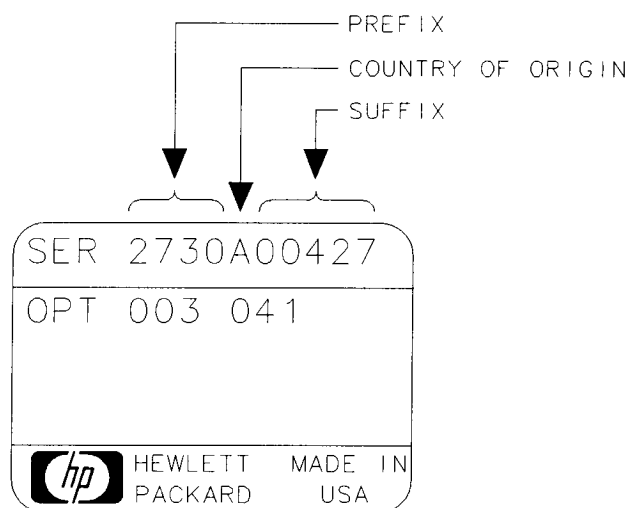 PREFIX
COUNTRY OF ORIGIN
SUFFIX
SER 2730A00427
OPT 003 041
hp HEWLETT PACKARD
MADE IN USA